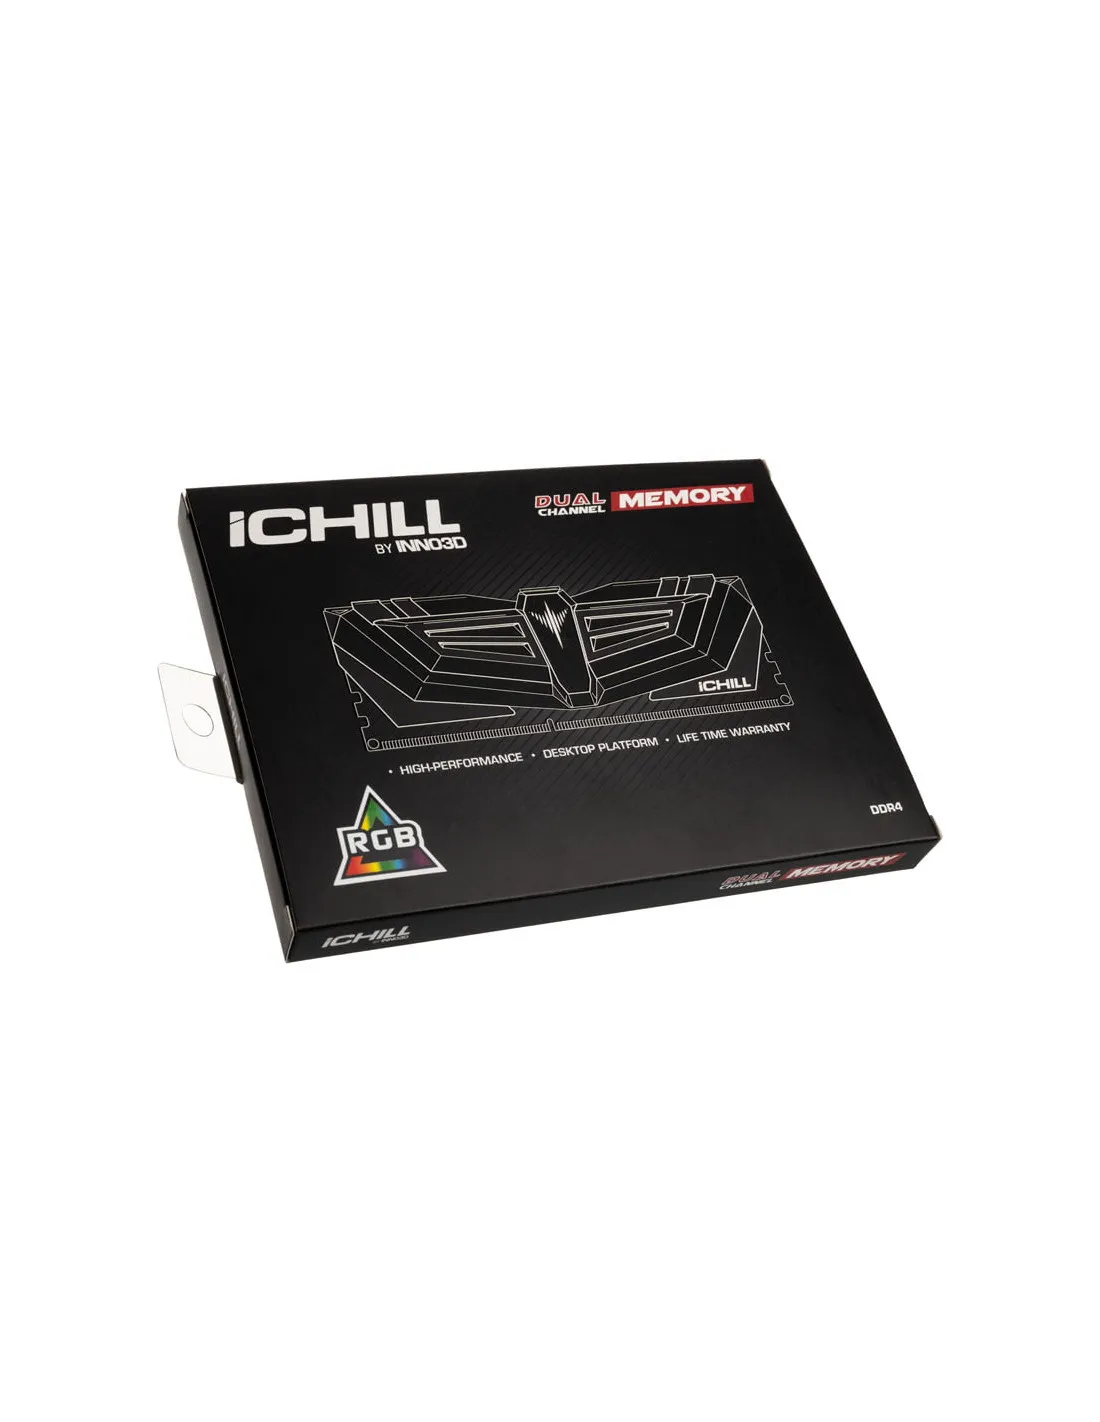 iCHILL
BY INNO3D
DUAL
CHANNEL
MEMORY
iCHILL
• HIGH-PERFORMANCE • DESKTOP PLATFORM • LIFE TIME WARRANTY
DDR4
RGB
DUAL
CHANNEL
MEMORY
iCHILL
BY INNO3D